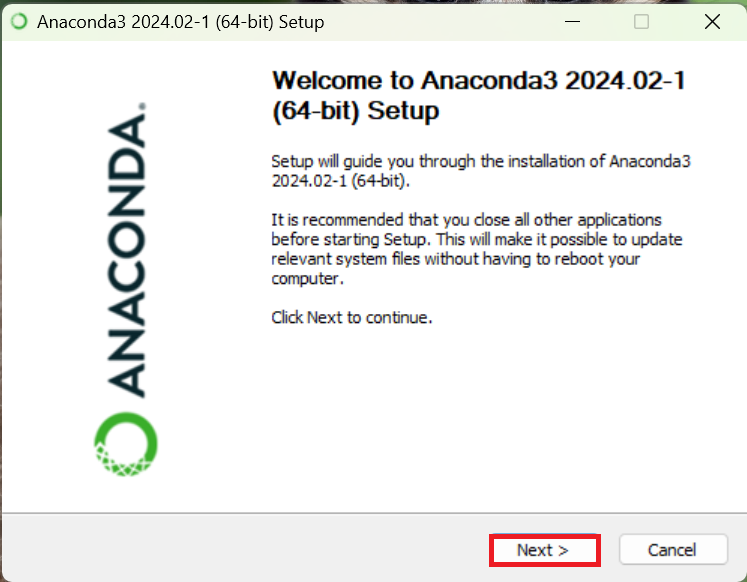 Anaconda3 2024.02-1 (64-bit) Setup
Welcome to Anaconda3 2024.02-1
(64-bit) Setup
ANACONDA.
Setup will guide you through the installation of Anaconda3
2024.02-1 (64-bit).
It is recommended that you close all other applications
before starting Setup. This will make it possible to update
relevant system files without having to reboot your
computer.
Click Next to continue.
Next >
Cancel